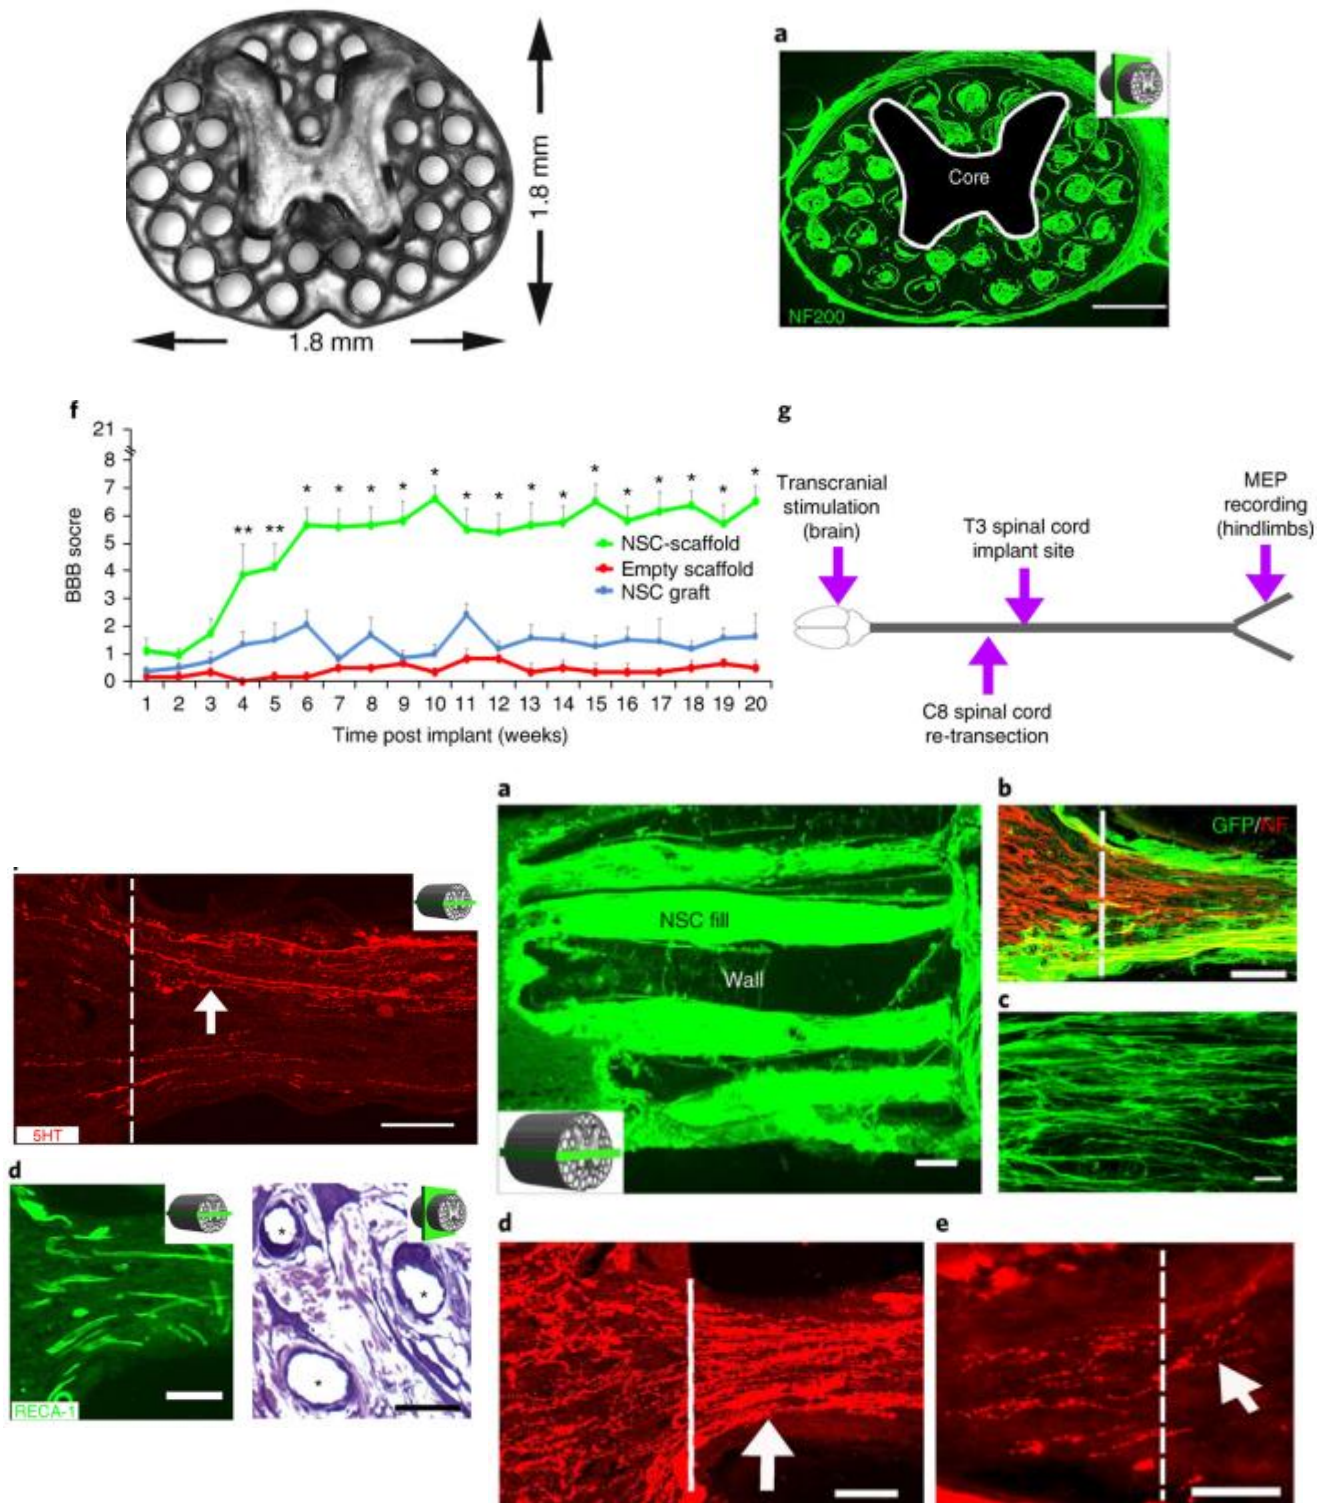 1.8 mm
1.8 mm
a
Core
NF200
f
21
8
7
6
5
4
3
2
1
0
BBB socre
** ** * * * * * * * * * * * * * * *
NSC-scaffold
Empty scaffold
NSC graft
1 2 3 4 5 6 7 8 9 10 11 12 13 14 15 16 17 18 19 20
Time post implant (weeks)
g
Transcranial
stimulation
(brain)
T3 spinal cord
implant site
MEP
recording
(hindlimbs)
C8 spinal cord
re-transection
5HT
d
RECA-1
* * *
a
NSC fill
Wall
b
GFP/NF
c
d
e